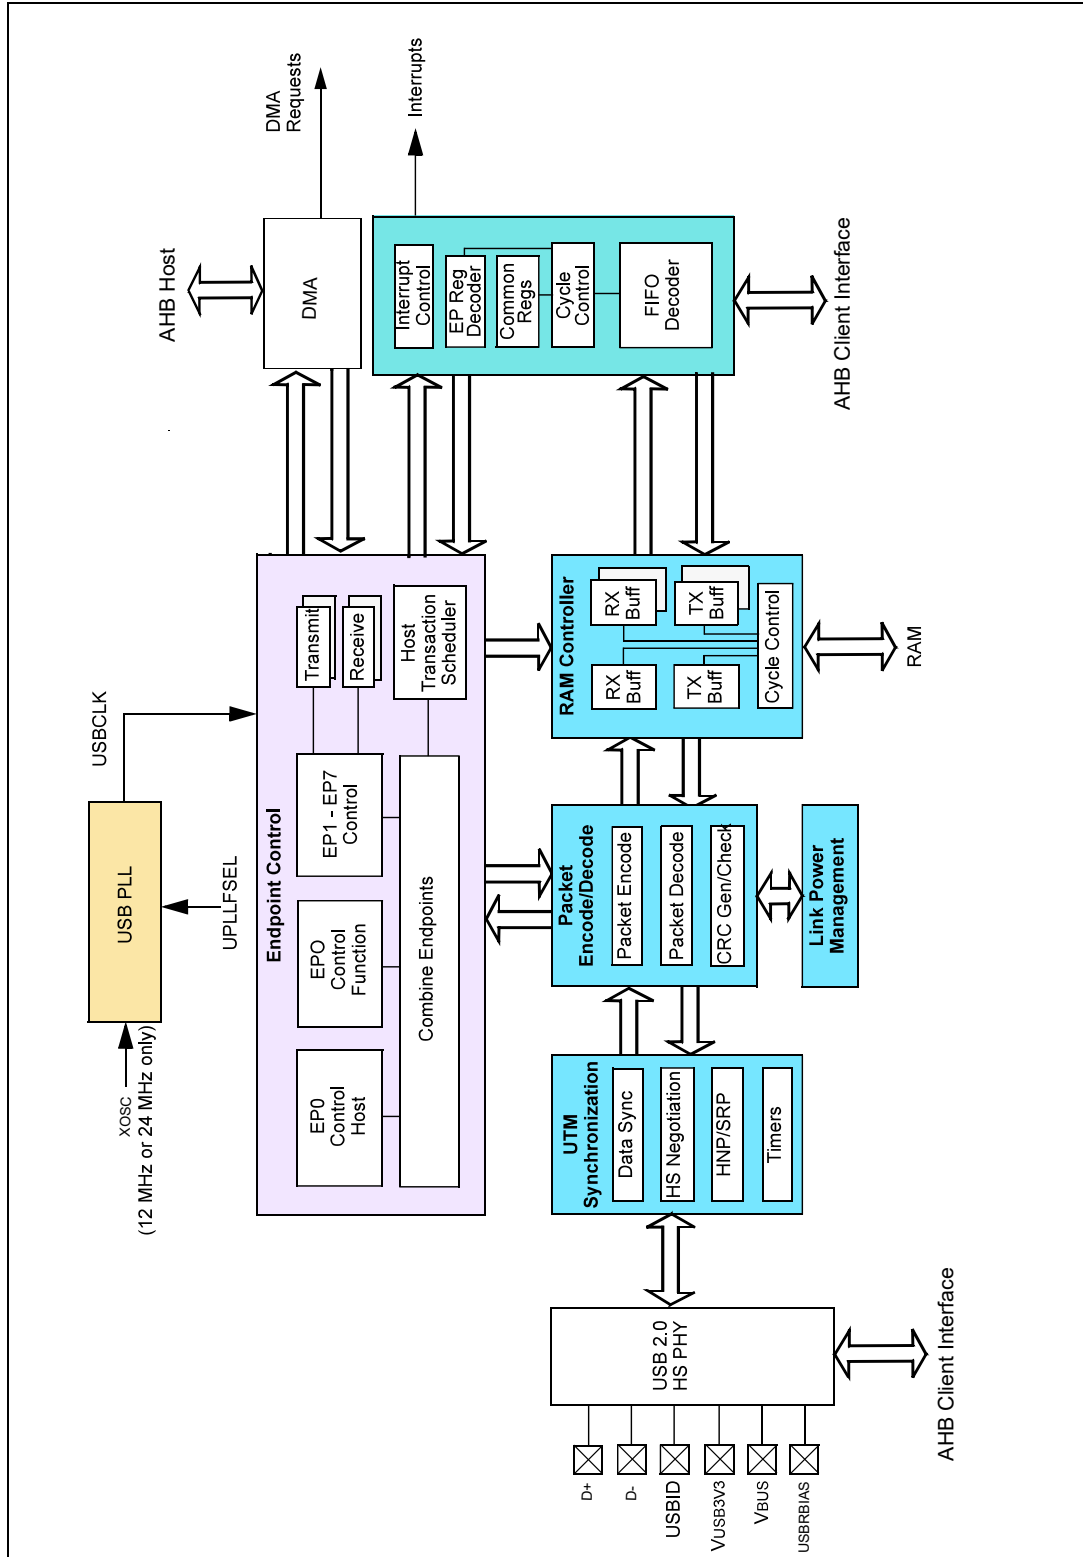 USB PLL
XOSC
(12 MHz or 24 MHz only)
UPLLFSEL
USBCLK
AHB Host
DMA
DMA
Requests
Interrupts
Endpoint Control
EP0
Control
Host
EPO
Control
Function
EP1 - EP7
Control
Transmit
Receive
Combine Endpoints
Host
Transaction
Scheduler
Interrupt
Control
EP Reg
Decoder
Common
Regs
Cycle
Control
FIFO
Decoder
AHB Client Interface
D+
D-
USBID
VUSB3V3
VBUS
USBRBIAS
USB 2.0
HS PHY
AHB Client Interface
UTM
Synchronization
Data Sync
HS Negotiation
HNP/SRP
Timers
Packet
Encode/Decode
Packet Encode
Packet Decode
CRC Gen/Check
Link Power
Management
RAM Controller
RX
Buff
RX
Buff
TX
Buff
TX
Buff
Cycle Control
RAM